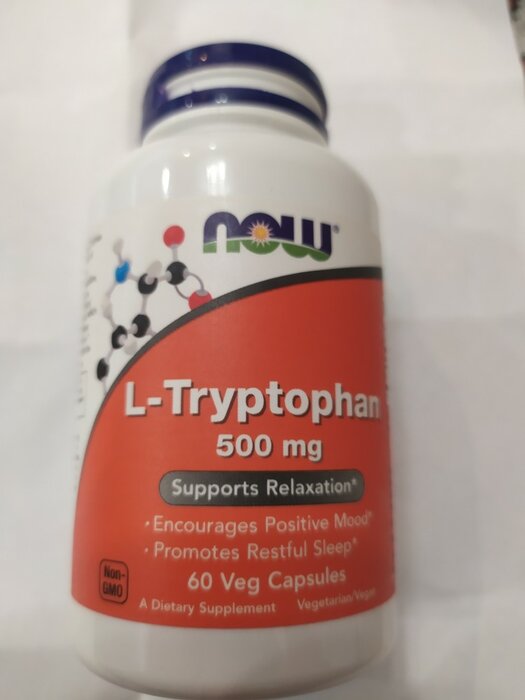 NOW®
L-Tryptophan
500 mg
Supports Relaxation*
• Encourages Positive Mood*
• Promotes Restful Sleep*
60 Veg Capsules
Non-
GMO
A Dietary Supplement Vegetarian/Vegan